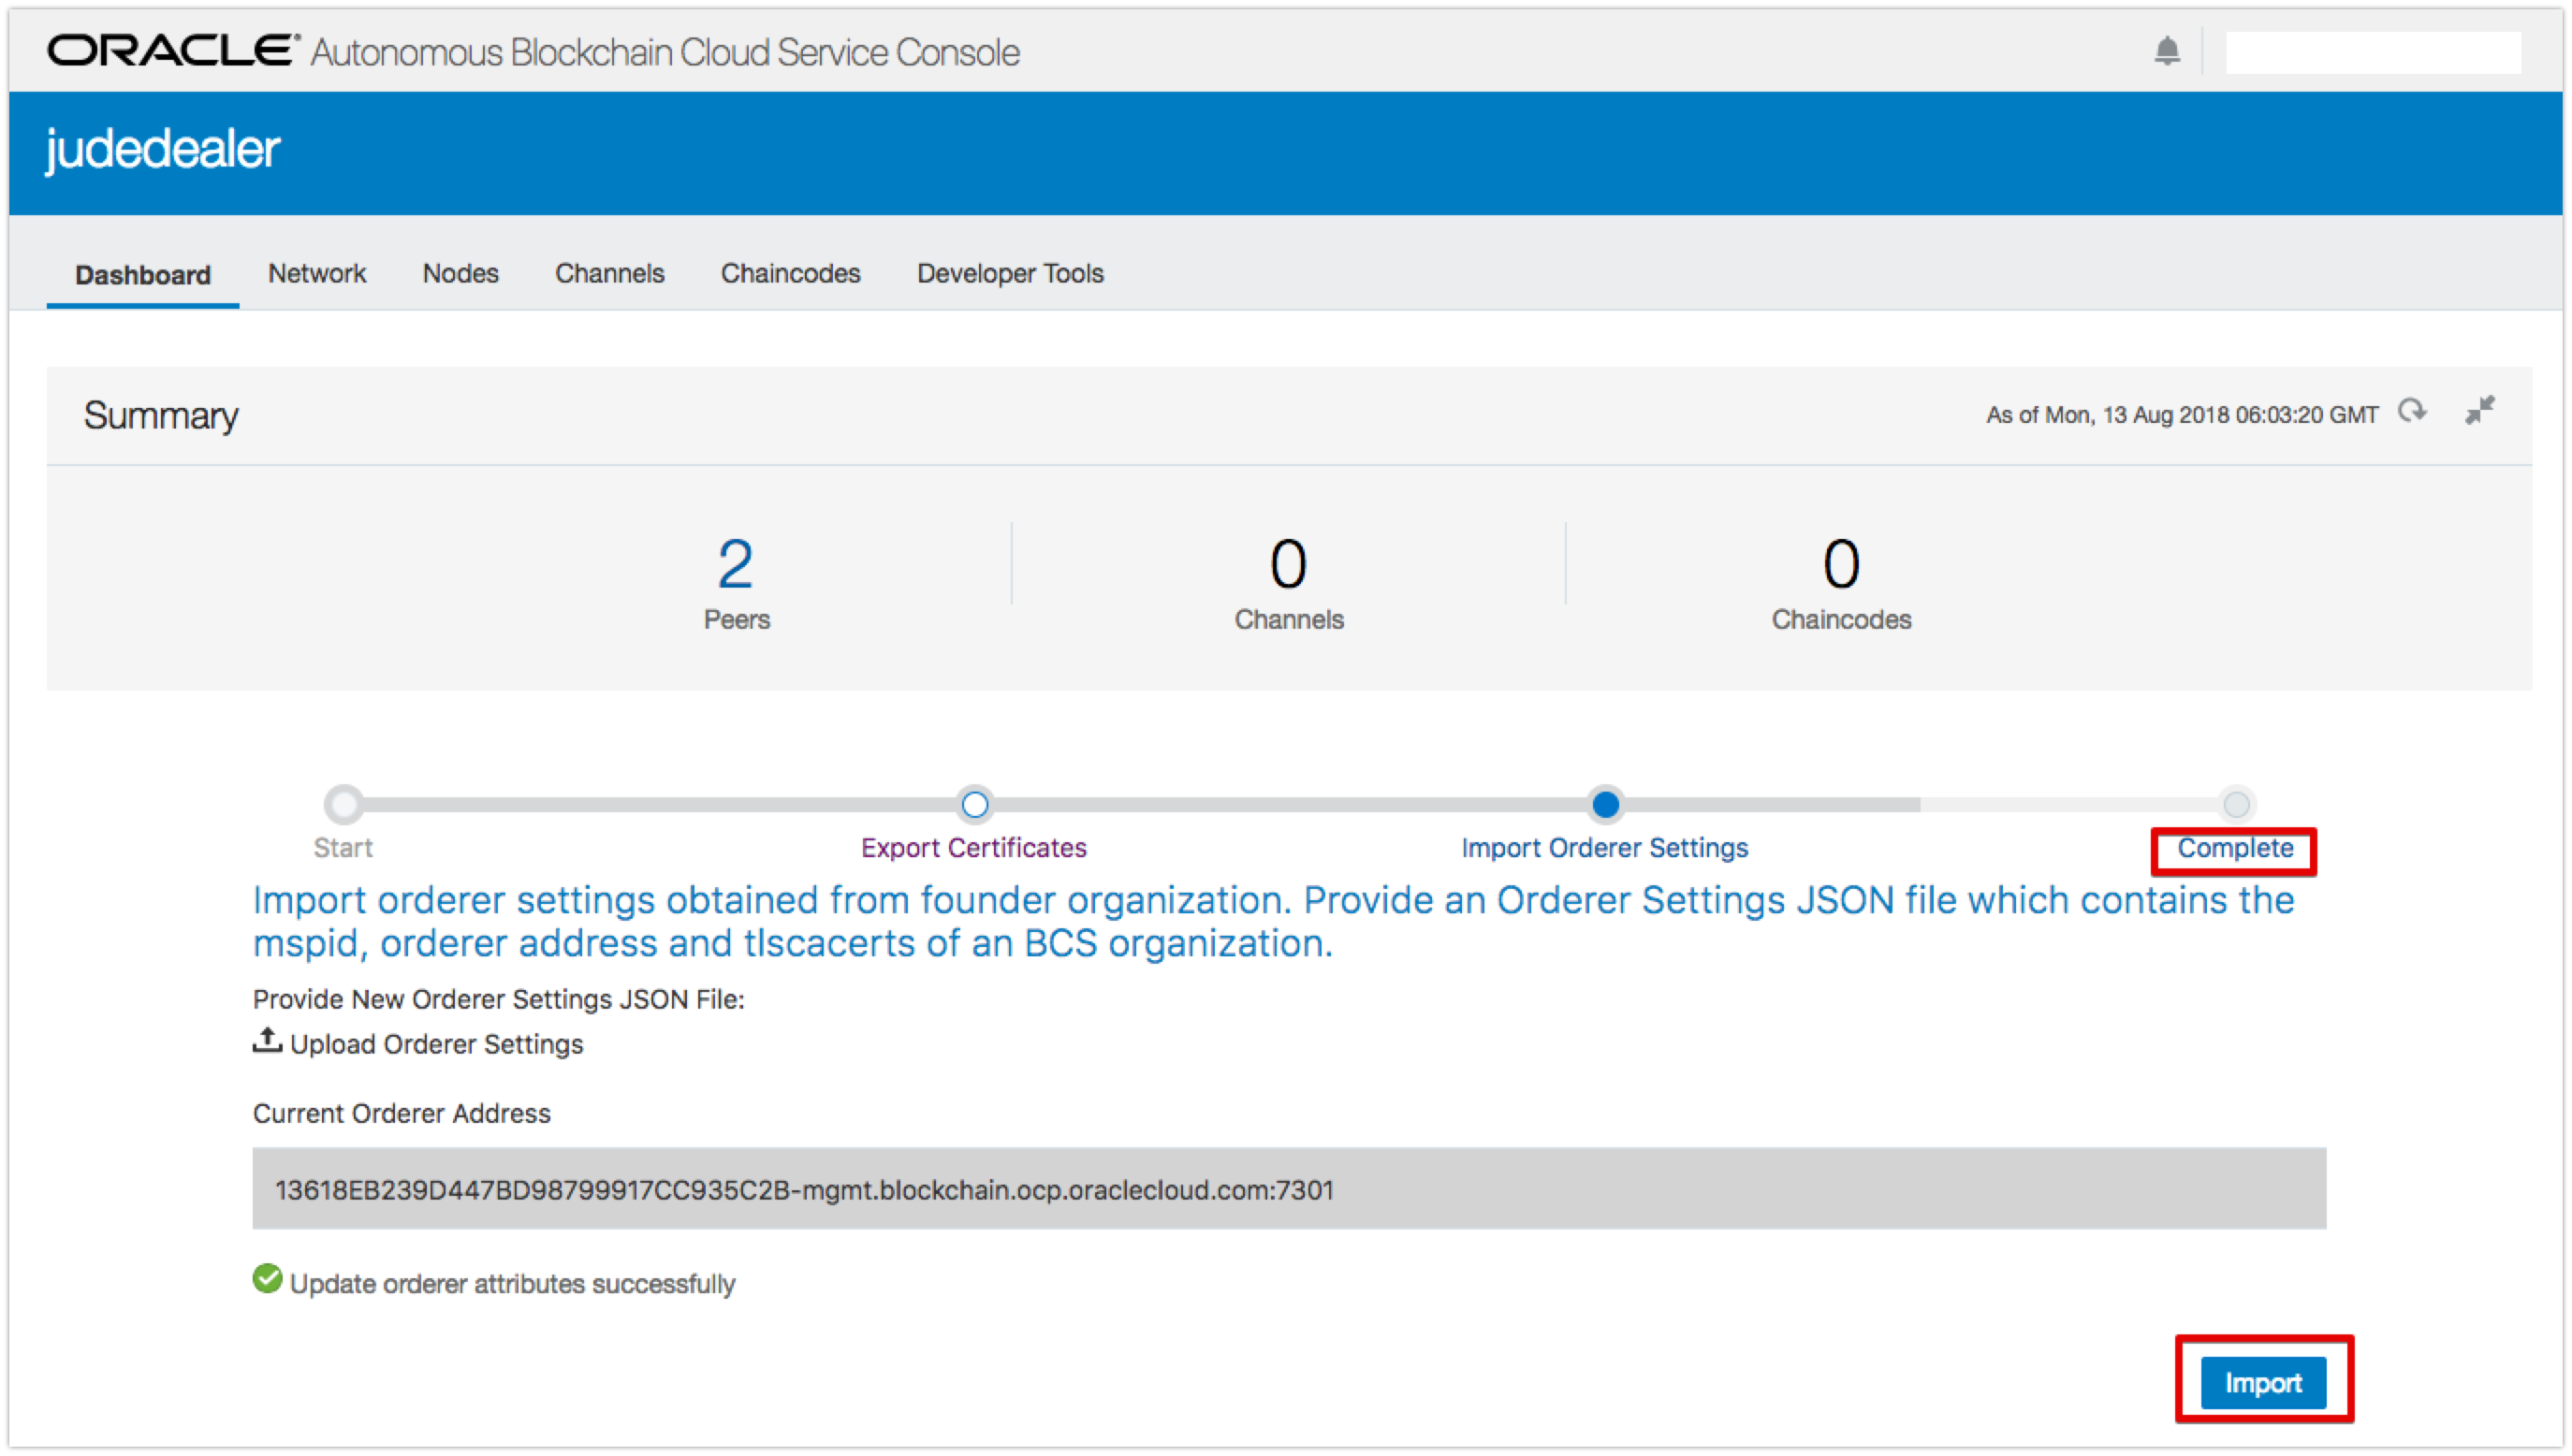 ORACLE® Autonomous Blockchain Cloud Service Console
judedealer
Dashboard Network Nodes Channels Chaincodes Developer Tools
Summary As of Mon, 13 Aug 2018 06:03:20 GMT
2 0 0
Peers Channels Chaincodes
Start Export Certificates Import Orderer Settings Complete
Import orderer settings obtained from founder organization. Provide an Orderer Settings JSON file which contains the
mspid, orderer address and tlscacerts of an BCS organization.
Provide New Orderer Settings JSON File:
Upload Orderer Settings
Current Orderer Address
13618EB239D447BD98799917CC935C2B-mgmt.blockchain.ocp.oraclecloud.com:7301
Update orderer attributes successfully
Import